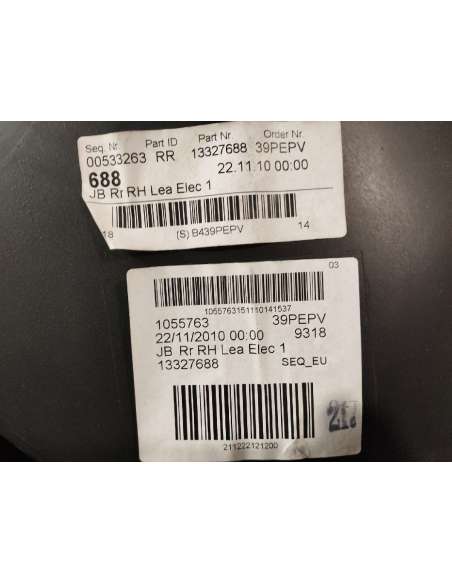 Seq. Nr Part ID Part Nr Order Nr
00533263 RR 13327688 39PEPV
688 22.11.10 00:00
JB Rr RH Lea Elec 1
18 (S) B439PEPV 14
03
1055763151110141537
1055763 39PEPV
22/11/2010 00:00 9318
JB Rr RH Lea Elec 1
13327688 SEQ_EU
211222121200